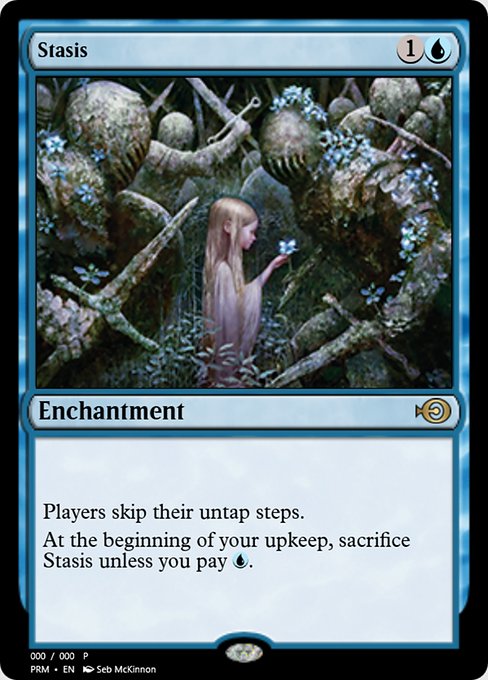 Stasis 1
Enchantment
Players skip their untap steps.
At the beginning of your upkeep, sacrifice
Stasis unless you pay .
000 / 000 P
PRM • EN Seb McKinnon